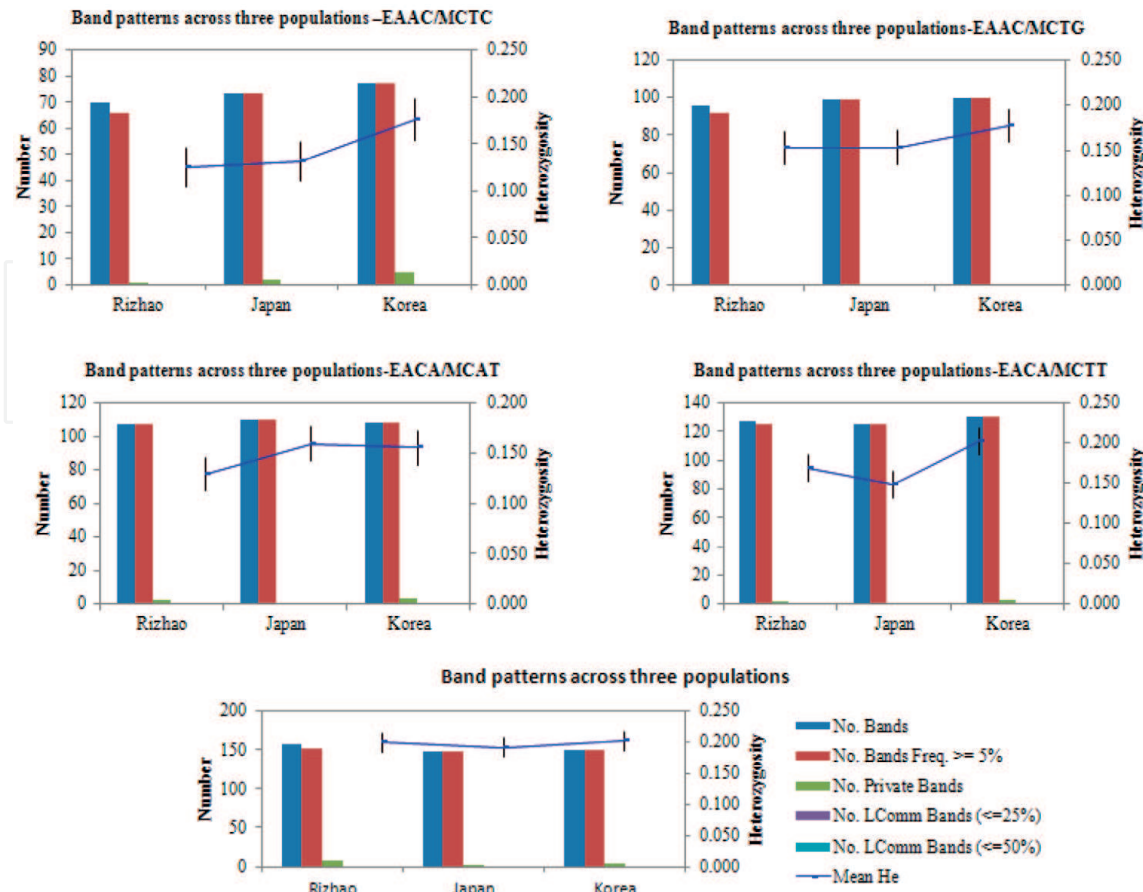 Band patterns across three populations –EAAC/MCTC
90
80
70
60
50
40
30
20
10
0
Number
0.250
0.200
0.150
0.100
0.050
0.000
Heterozygosity
Rizhao Japan Korea
Band patterns across three populations-EAAC/MCTG
120
100
80
60
40
20
0
Number
0.250
0.200
0.150
0.100
0.050
0.000
Heterozygosity
Rizhao Japan Korea
Band patterns across three populations-EACA/MCAT
120
100
80
60
40
20
0
Number
0.200
0.150
0.100
0.050
0.000
Heterozygosity
Rizhao Japan Korea
Band patterns across three populations-EACA/MCTT
140
120
100
80
60
40
20
0
Number
0.250
0.200
0.150
0.100
0.050
0.000
Heterozygosity
Rizhao Japan Korea
Band patterns across three populations
200
150
100
50
0
Number
0.250
0.200
0.150
0.100
0.050
0.000
Heterozygosity
Rizhao Japan Korea
No. Bands
No. Bands Freq. >= 5%
No. Private Bands
No. LComm Bands (<=25%)
No. LComm Bands (<=50%)
Mean He